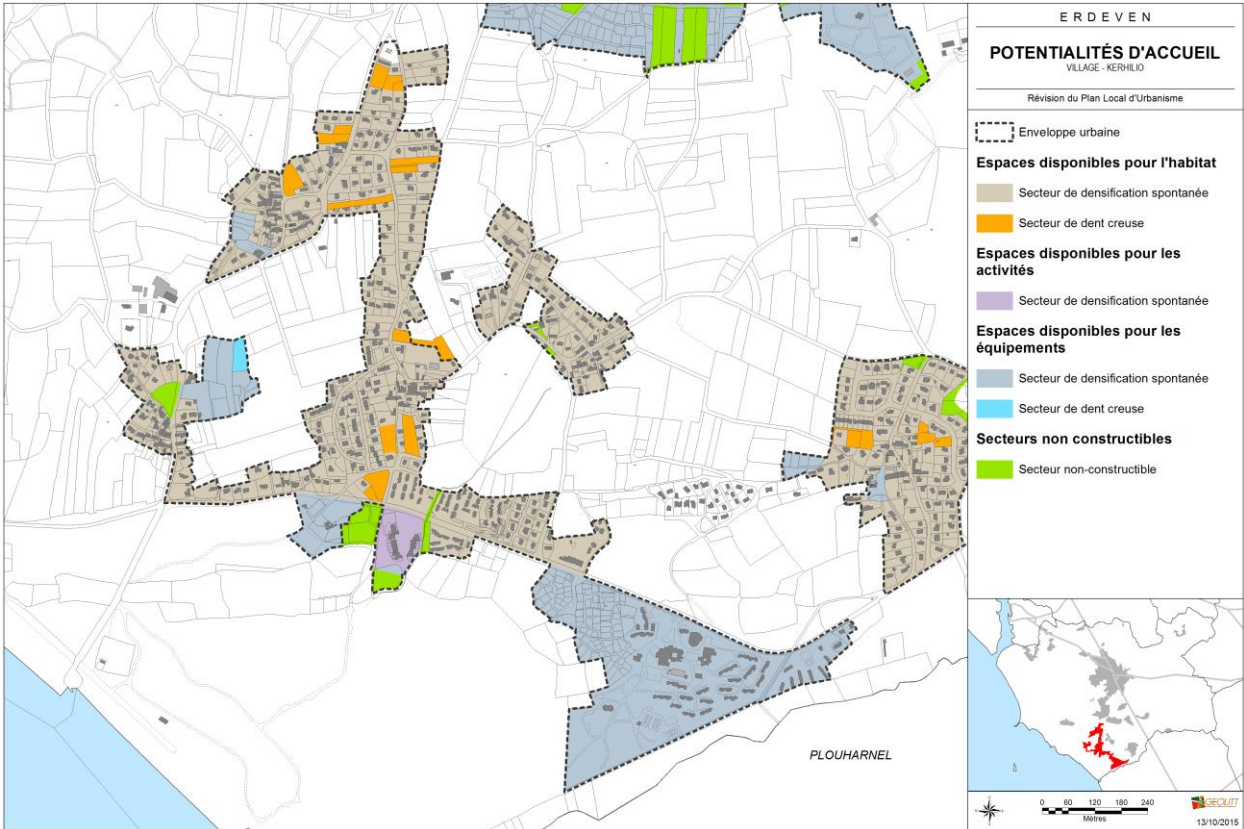 ERDEVEN
POTENTIALITÉS D'ACCUEIL
VILLAGE - KERHILIO
Révision du Plan Local d'Urbanisme
Enveloppe urbaine
Espaces disponibles pour l'habitat
Secteur de densification spontanée
Secteur de dent creuse
Espaces disponibles pour les
activités
Secteur de densification spontanée
Espaces disponibles pour les
équipements
Secteur de densification spontanée
Secteur de dent creuse
Secteurs non constructibles
Secteur non-constructible
PLOUHARNEL
0 60 120 180 240
Mètres
GEOLITT
13/10/2015